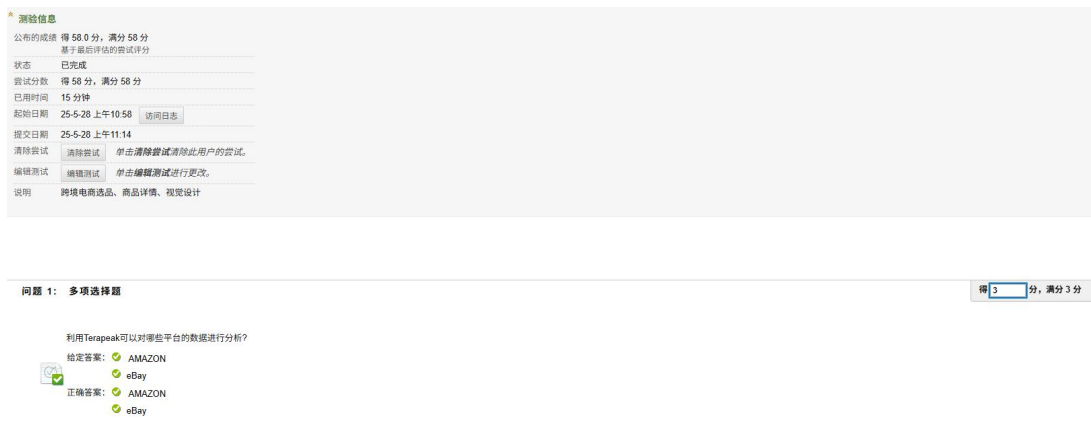 测验信息
公布的成绩 得 58.0 分，满分 58 分
基于最后评估的尝试评分
状态 已完成
尝试分数 得 58 分，满分 58 分
已用时间 15 分钟
起始日期 25-5-28 上午10:58 访问日志
提交日期 25-5-28 上午11:14
清除尝试 清除尝试 单击清除尝试清除此用户的尝试。
编辑测试 编辑测试 单击编辑测试进行更改。
说明 跨境电商选品、商品详情、视觉设计
问题 1： 多项选择题 得 3 分，满分 3 分
利用Terapeak可以对哪些平台的数据进行分析?
给定答案： AMAZON
eBay
正确答案： AMAZON
eBay